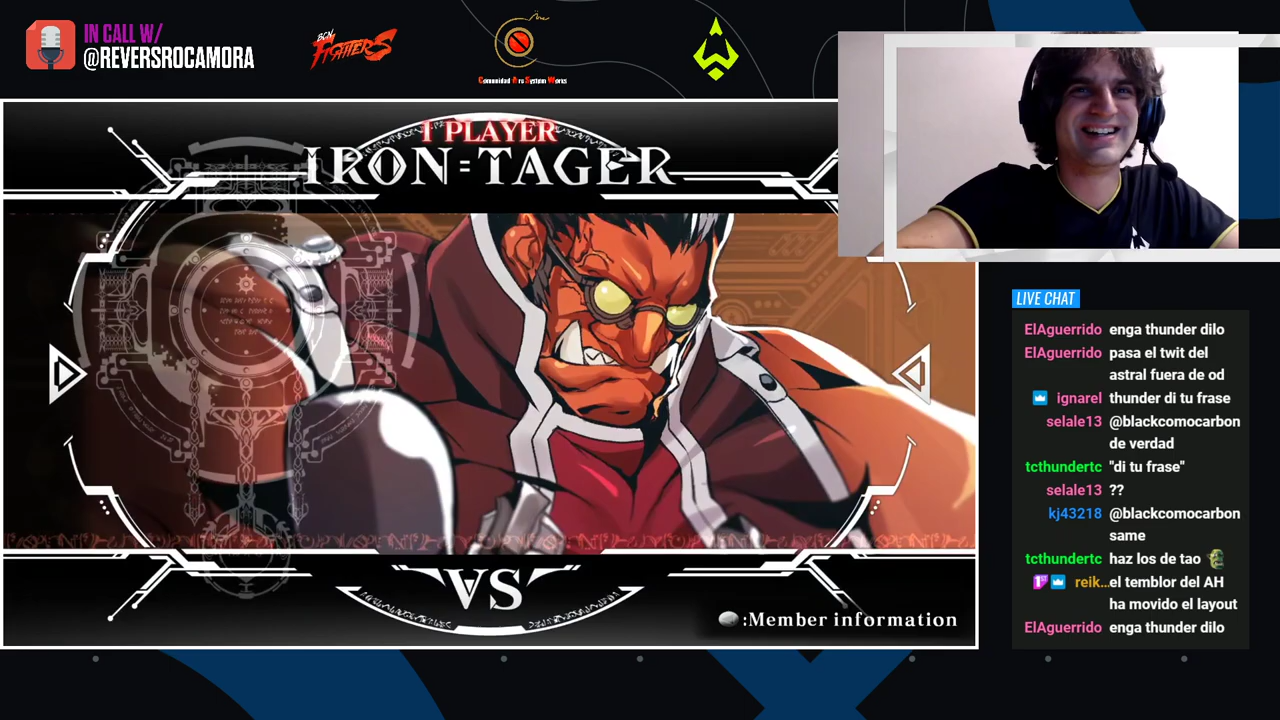 IN CALL W/
@REVERSROCAMORA
BCN
FIGHTERS
Comunidad Arc System Works
1 PLAYER
IRON=TAGER
VS
:Member information
LIVE CHAT
ElAguerrido enga thunder dilo
ElAguerrido pasa el twit del
astral fuera de od
ignarel thunder di tu frase
selale13 @blackcomocarbon
de verdad
tcthundertc "di tu frase"
selale13 ??
kj43218 @blackcomocarbon
same
tcthundertc haz los de tao
1ST reik... el temblor del AH
ha movido el layout
ElAguerrido enga thunder dilo